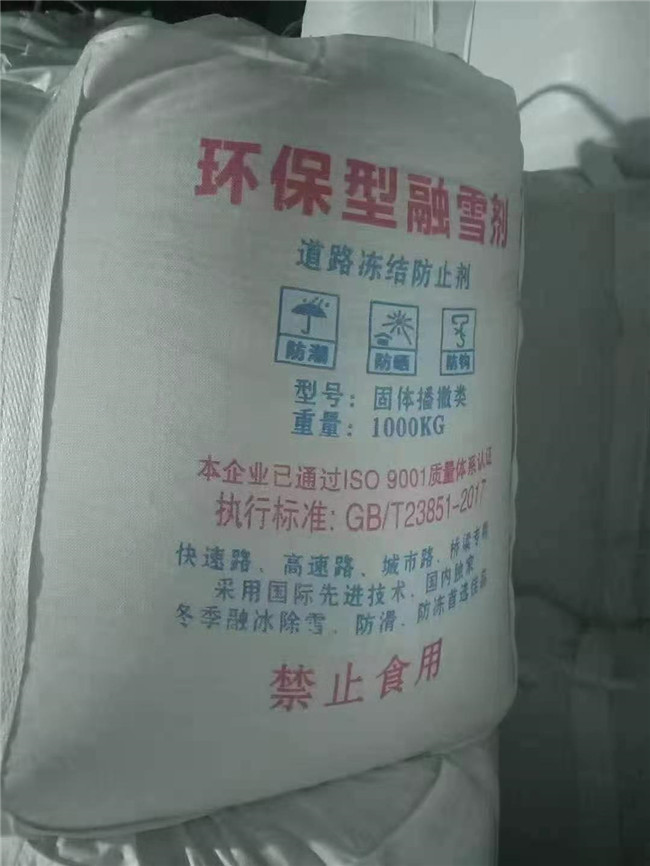 环保型融雪剂
道路冻结防止剂
防潮 防晒 防钩
型号：固体播撒类
重量：1000KG
本企业已通过ISO 9001质量体系认证
执行标准：GB/T23851-2017
快速路、高速路、城市路、桥梁专用
采用国际先进技术、国内独家
冬季融冰除雪、防滑、防冻首选佳品
禁止食用